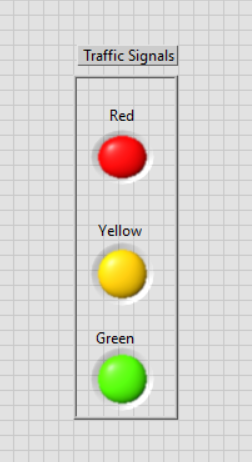 Traffic Signals
Red
Yellow
Green